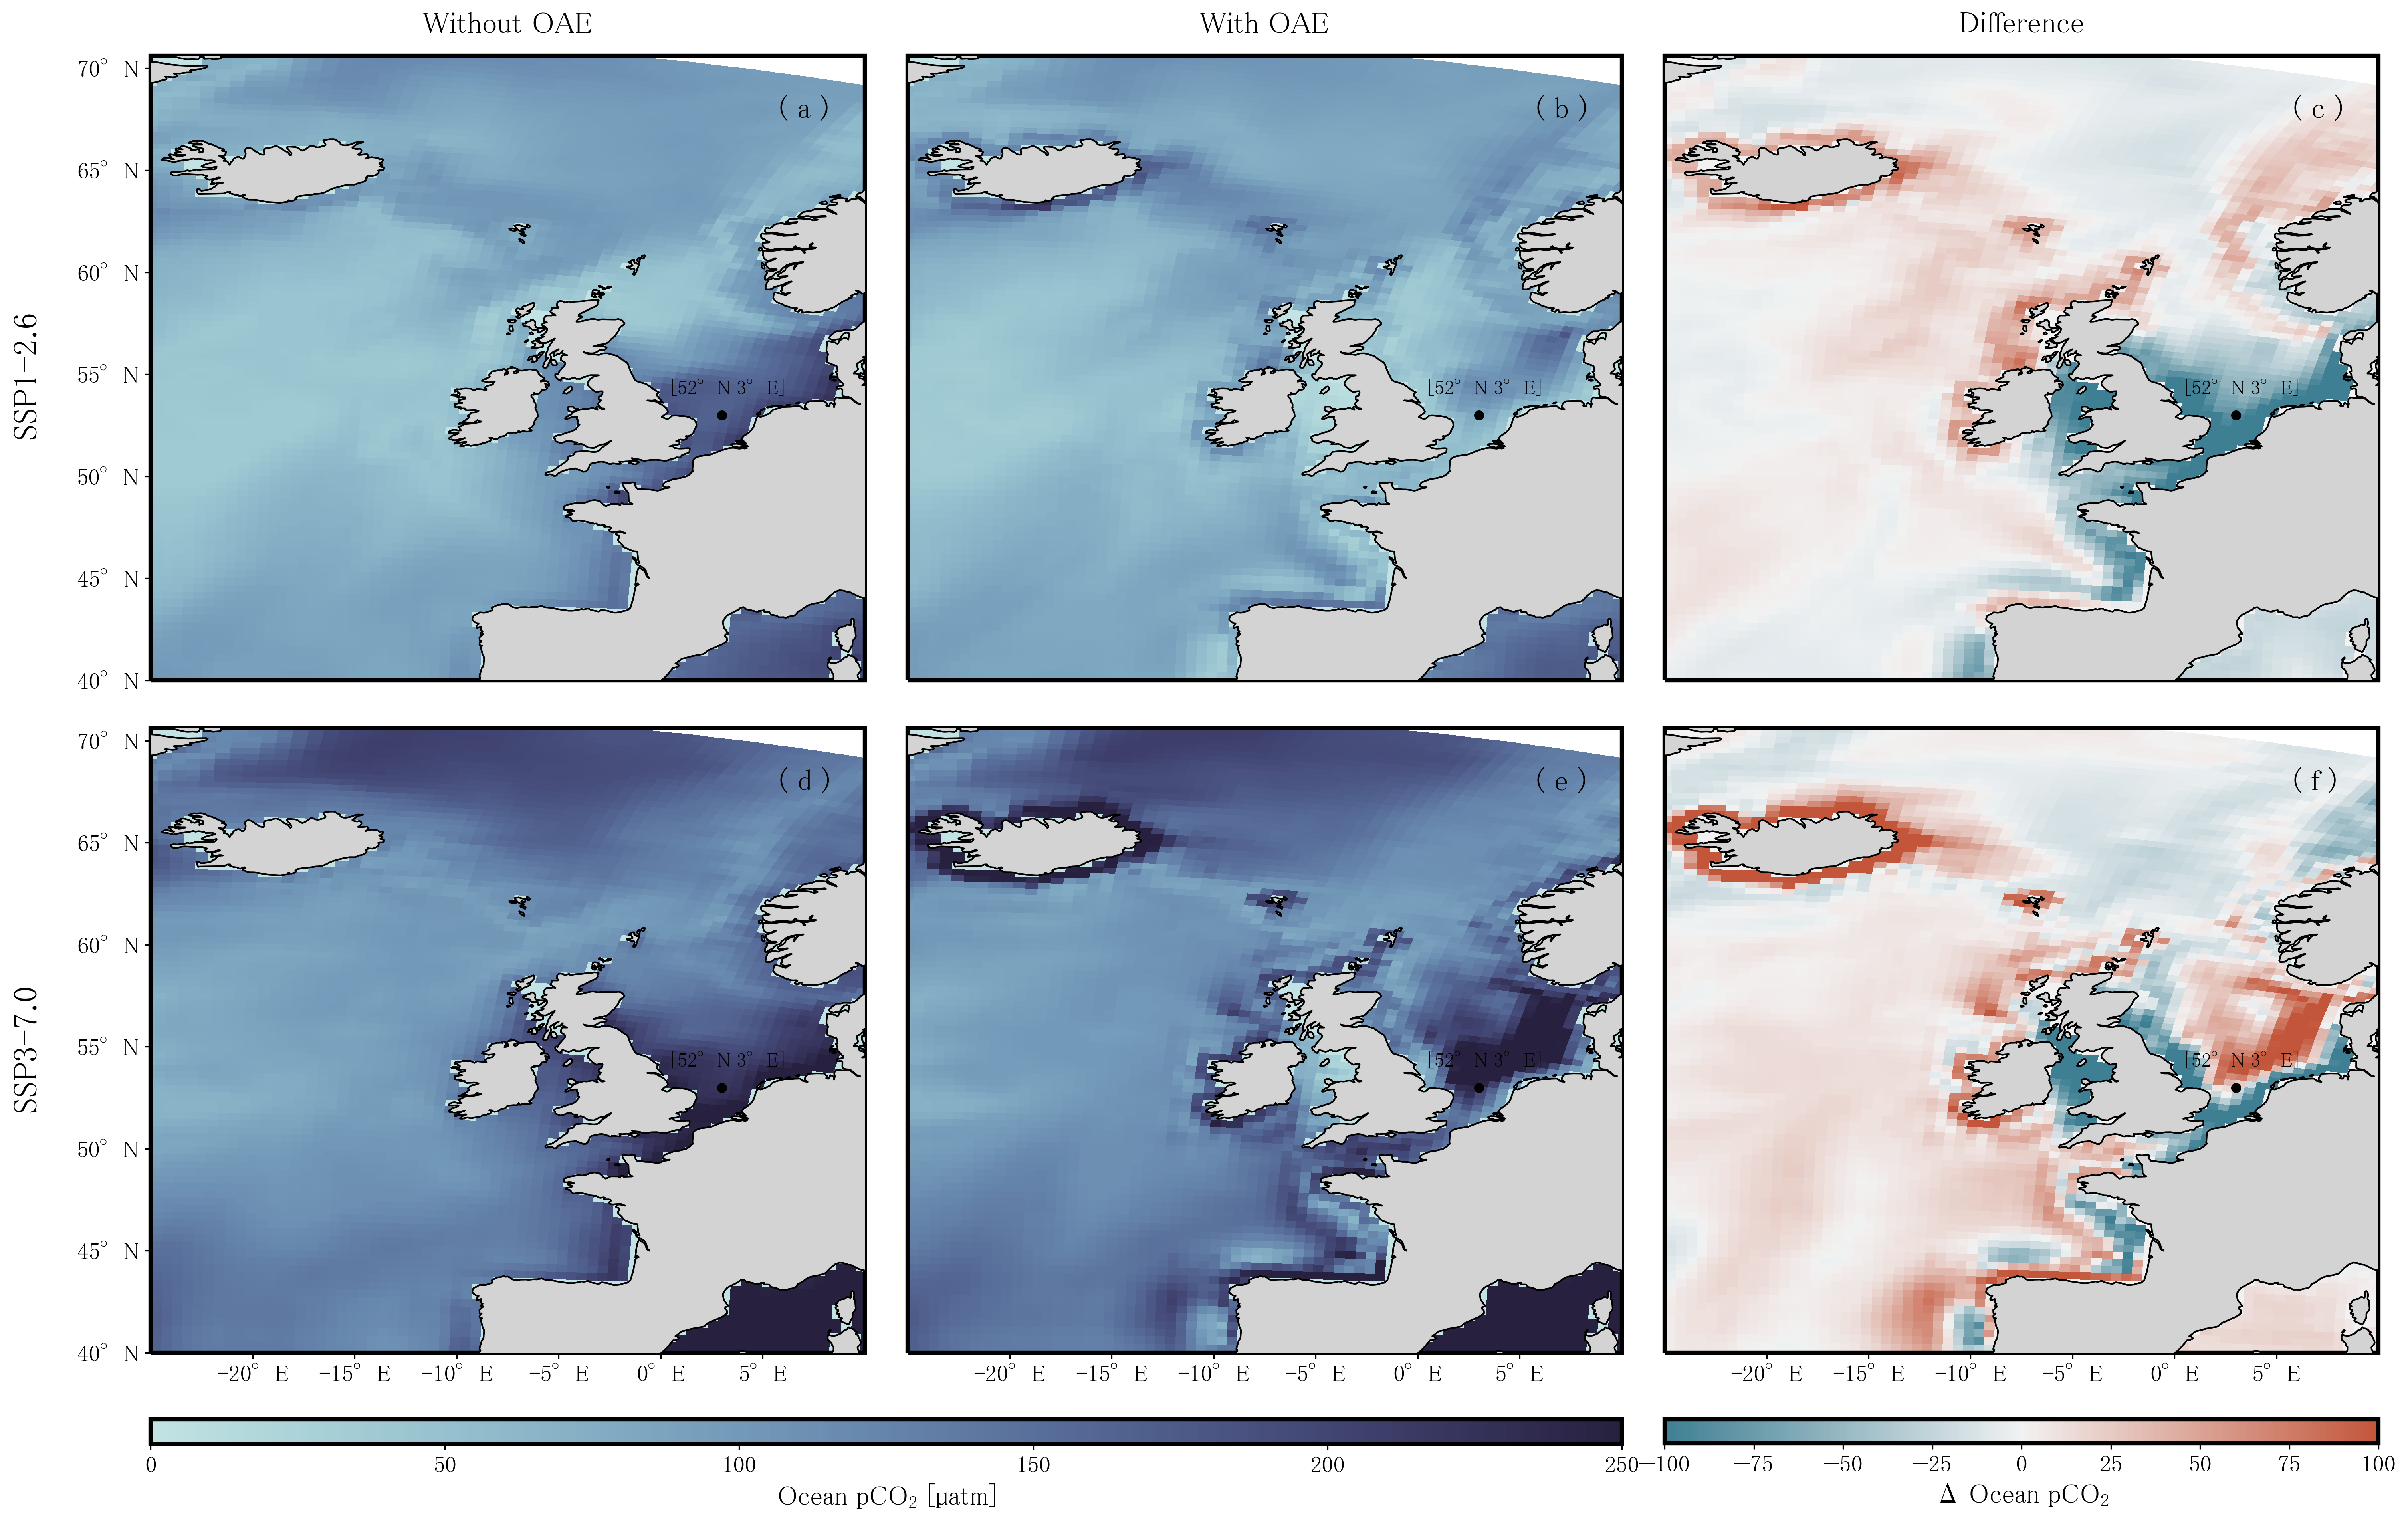 Without OAE
With OAE
Difference
SSP1–2.6
70° N
65° N
60° N
55° N
50° N
45° N
40° N
( a )
[52° N 3° E]
( b )
[52° N 3° E]
( c )
[52° N 3° E]
SSP3–7.0
70° N
65° N
60° N
55° N
50° N
45° N
40° N
( d )
[52° N 3° E]
( e )
[52° N 3° E]
( f )
[52° N 3° E]
−20° E −15° E −10° E −5° E 0° E 5° E
−20° E −15° E −10° E −5° E 0° E 5° E
−20° E −15° E −10° E −5° E 0° E 5° E
0 50 100 150 200 250
Ocean pCO₂ [µatm]
−100 −75 −50 −25 0 25 50 75 100
Δ Ocean pCO₂